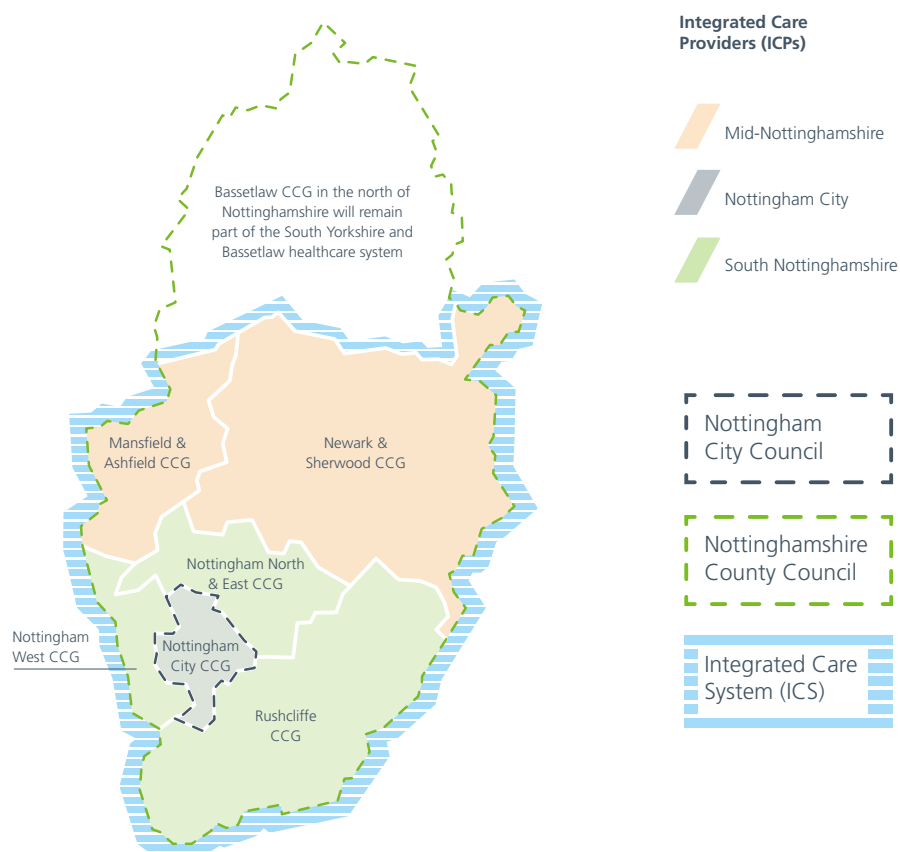 Integrated Care
Providers (ICPs)
Mid-Nottinghamshire
Nottingham City
South Nottinghamshire
Bassetlaw CCG in the north of
Nottinghamshire will remain
part of the South Yorkshire and
Bassetlaw healthcare system
Mansfield &
Ashfield CCG
Newark &
Sherwood CCG
Nottingham North
& East CCG
Nottingham
West CCG
Nottingham
City CCG
Rushcliffe
CCG
Nottingham
City Council
Nottinghamshire
County Council
Integrated Care
System (ICS)